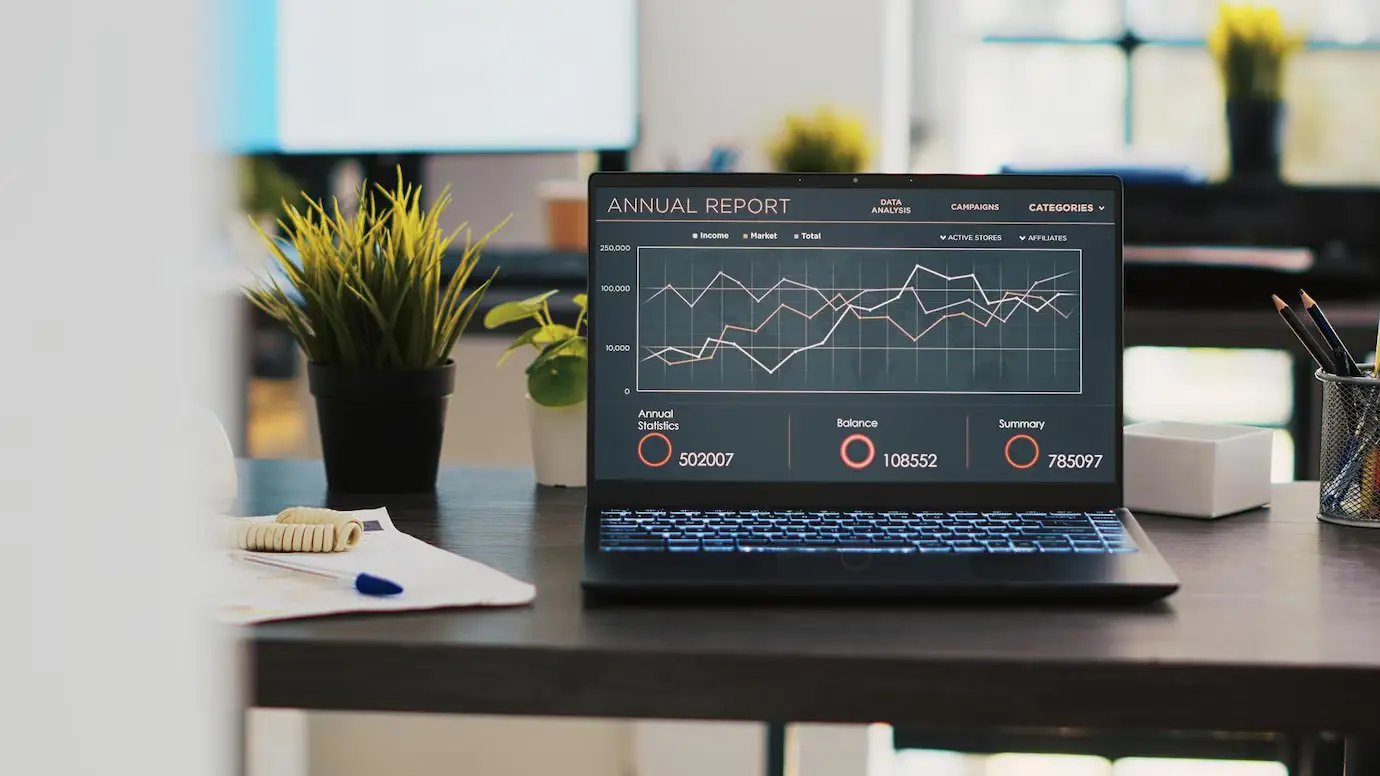 ANNUAL REPORT
DATA
ANALYSIS
CAMPAIGNS
CATEGORIES
Income Market Total
ACTIVE STORES AFFILIATES
250,000
100,000
10,000
0
Annual
Statistics
502007
Balance
108552
Summary
785097